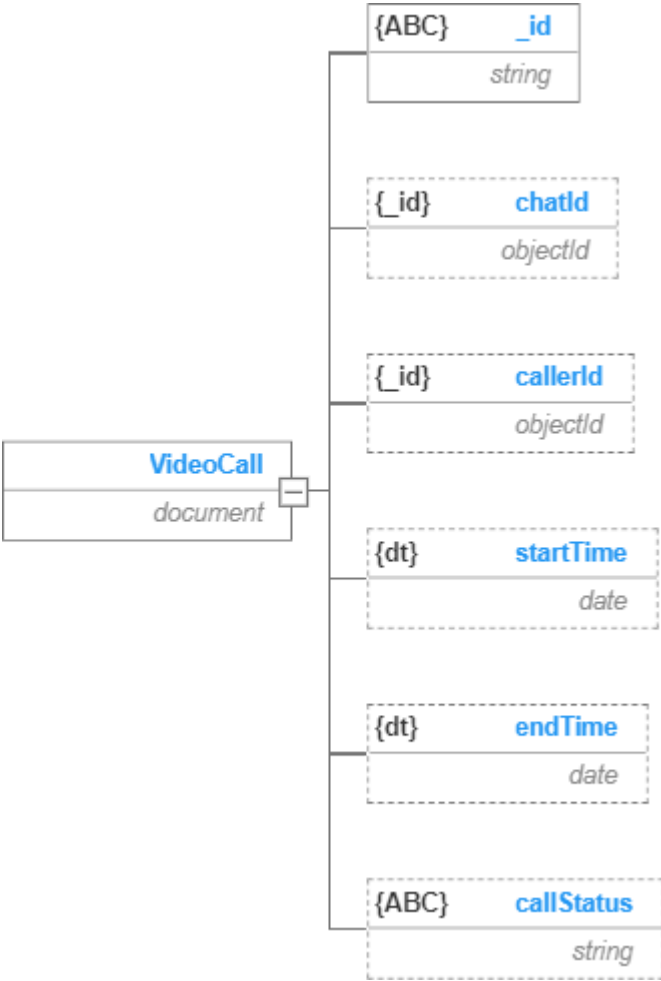 {ABC} _id
string
{_id} chatId
objectId
{_id} callerId
objectId
VideoCall
document
{dt} startTime
date
{dt} endTime
date
{ABC} callStatus
string